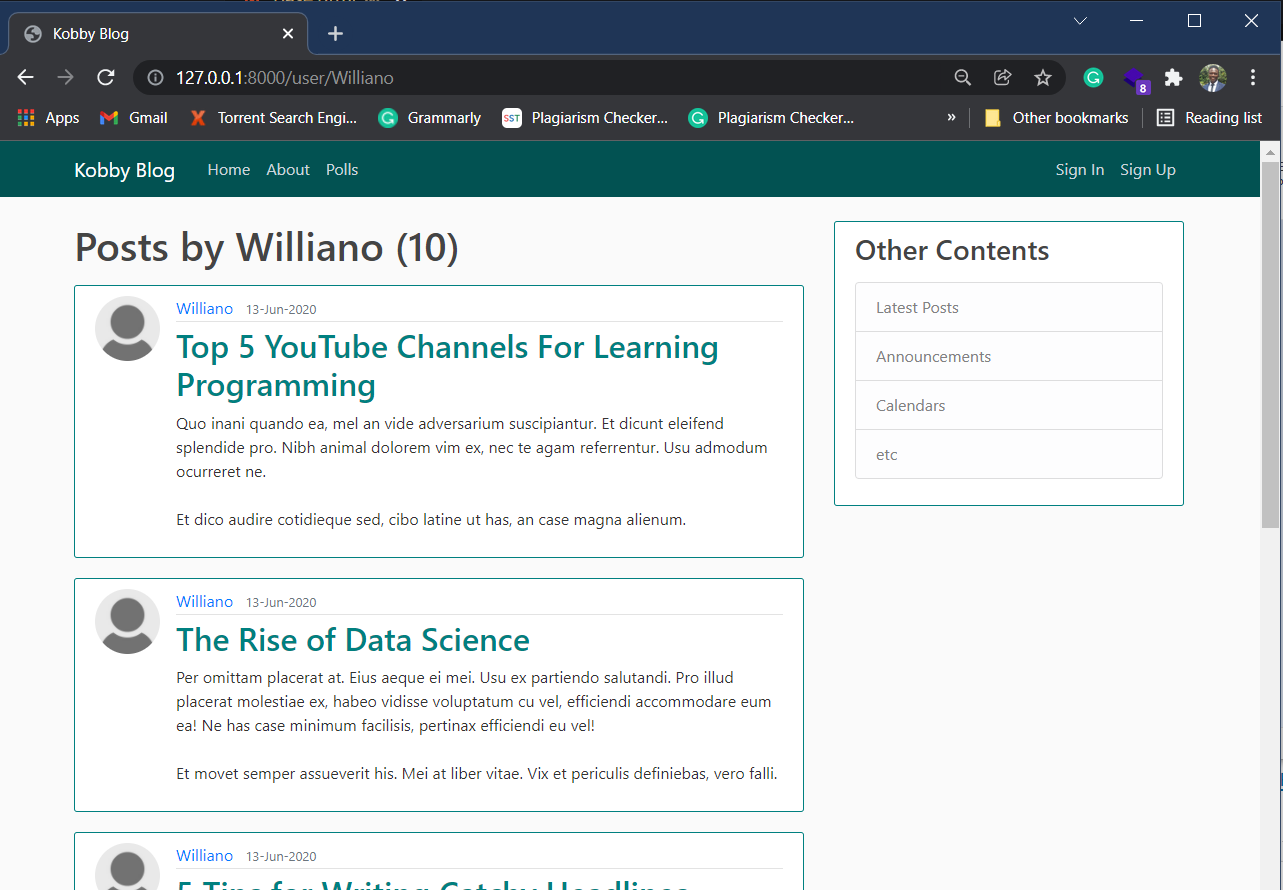 Kobby Blog
127.0.0.1:8000/user/Williano
8
Apps
Gmail
Torrent Search Engi...
Grammarly
SST
Plagiarism Checker...
Plagiarism Checker...
»
Other bookmarks
Reading list
Kobby Blog
Home
About
Polls
Sign In
Sign Up
Posts by Williano (10)
Williano 13-Jun-2020
Top 5 YouTube Channels For Learning
Programming
Quo inani quando ea, mel an vide adversarium suscipiantur. Et dicunt eleifend
splendide pro. Nibh animal dolorem vim ex, nec te agam referrentur. Usu admodum
ocurreret ne.
Et dico audire cotidieque sed, cibo latine ut has, an case magna alienum.
Williano 13-Jun-2020
The Rise of Data Science
Per omittam placerat at. Eius aeque ei mei. Usu ex partiendo salutandi. Pro illud
placerat molestiae ex, habeo vidisse voluptatum cu vel, efficiendi accommodare eum
ea! Ne has case minimum facilisis, pertinax efficiendi eu vel!
Et movet semper assueverit his. Mei at liber vitae. Vix et periculis definiebas, vero falli.
Williano 13-Jun-2020
5 Tips for Writing Catchy Headlines
Other Contents
Latest Posts
Announcements
Calendars
etc